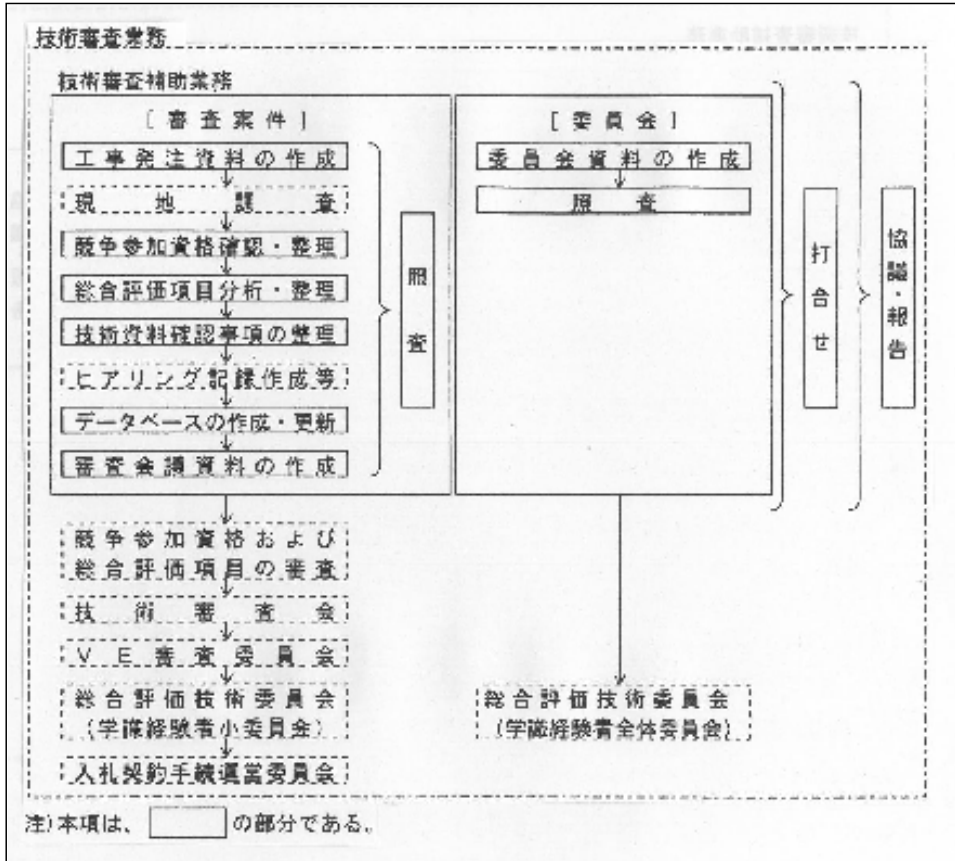 技術審査業務
技術審査補助業務
[審査案件]
工事発注資料の作成
現地調査
競争参加資格確認・整理
総合評価項目分析・整理
技術資料確認事項の整理
ヒアリング記録作成等
データベースの作成・更新
審査会議資料の作成
照査
[委員会]
委員会資料の作成
照査
打合せ
協議・報告
競争参加資格および
総合評価項目の審査
技術審査会
VE審査委員会
総合評価技術委員会
(学識経験者小委員会)
入札契約手続運営委員会
総合評価技術委員会
(学識経験者全体委員会)
注)本項は、 の部分である。